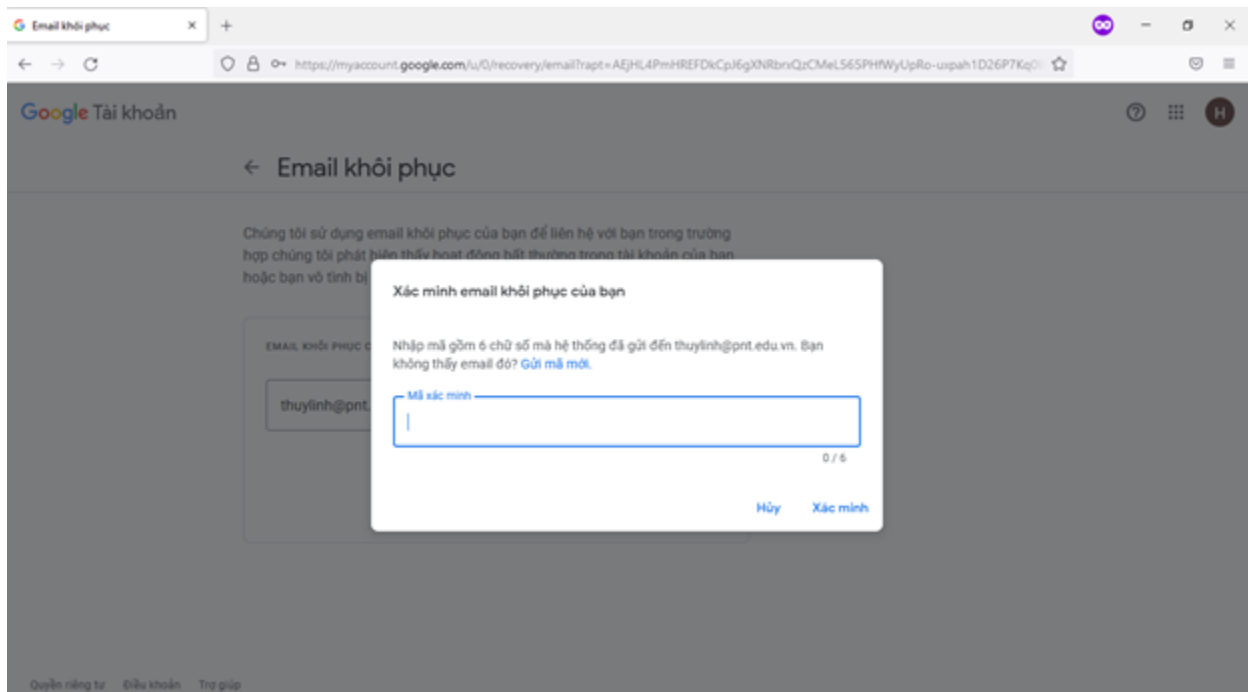 Email khôi phục
https://myaccount.google.com/u/0/recovery/email?rapt=
Google Tài khoản
H
Email khôi phục
Chúng tôi sử dụng email khôi phục của bạn để liên hệ với bạn trong trường
hợp chúng tôi phát hiện thấy hoạt động bất thường trong tài khoản của bạn
hoặc bạn vô tình bị
Xác minh email khôi phục của bạn
EMAIL KHÔI PHỤC C
Nhập mã gồm 6 chữ số mà hệ thống đã gửi đến thuylinh@pnt.edu.vn. Bạn
không thấy email đó? Gửi mã mới.
Mã xác minh
thuylinh@pnt.
0 / 6
Hủy Xác minh
Quyền riêng tư Điều khoản Trợ giúp